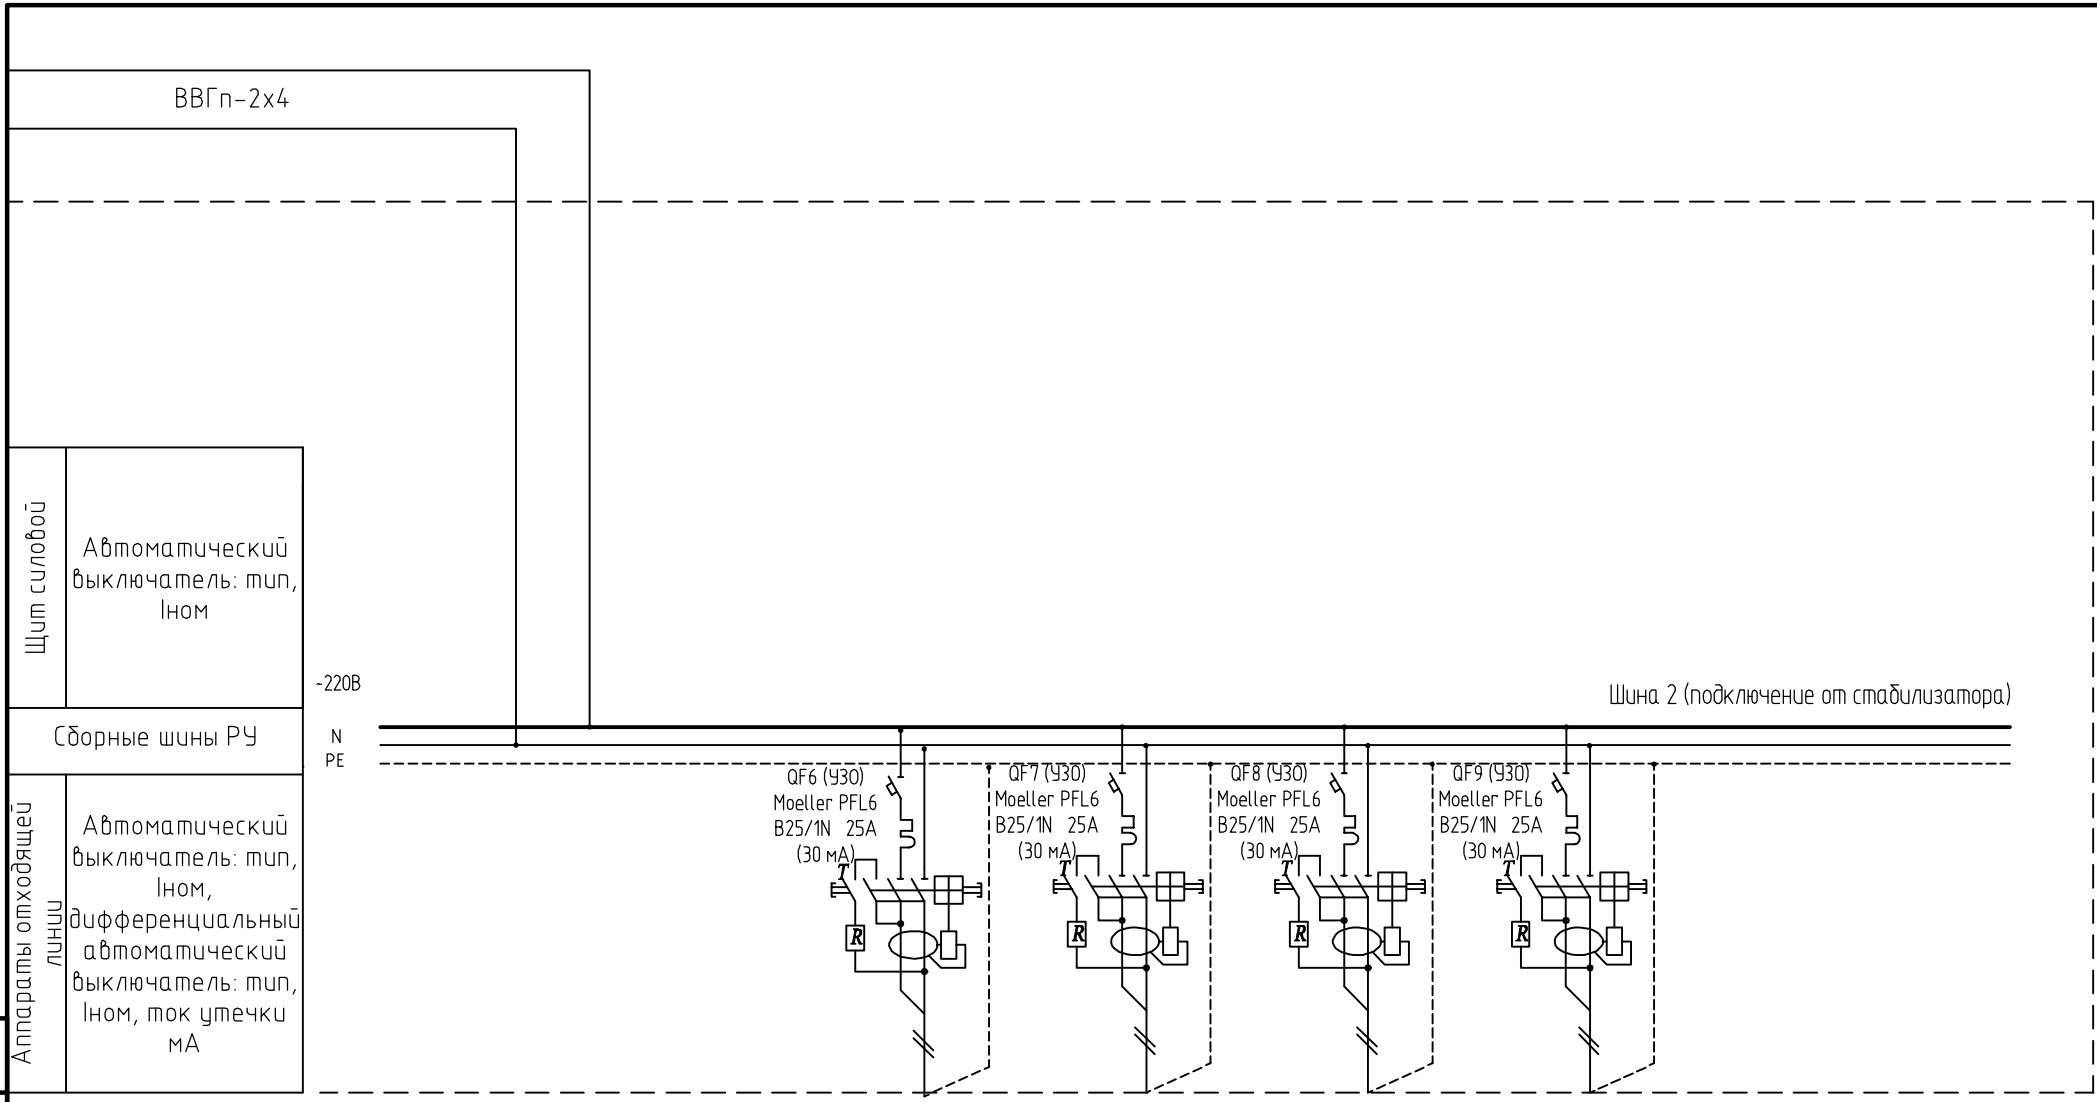 ВВГп-2х4
Щит силовой
Автоматический
выключатель: тип,
Iном
~220В
Шина 2 (подключение от стабилизатора)
Сборные шины РУ
N
PE
Аппараты отходящей
линии
Автоматический
выключатель: тип,
Iном,
дифференциальный
автоматический
выключатель: тип,
Iном, ток утечки
мА
QF6 (УЗО)
Moeller PFL6
B25/1N 25A
(30 мА)
T
R
QF7 (УЗО)
Moeller PFL6
B25/1N 25A
(30 мА)
T
R
QF8 (УЗО)
Moeller PFL6
B25/1N 25A
(30 мА)
T
R
QF9 (УЗО)
Moeller PFL6
B25/1N 25A
(30 мА)
T
R